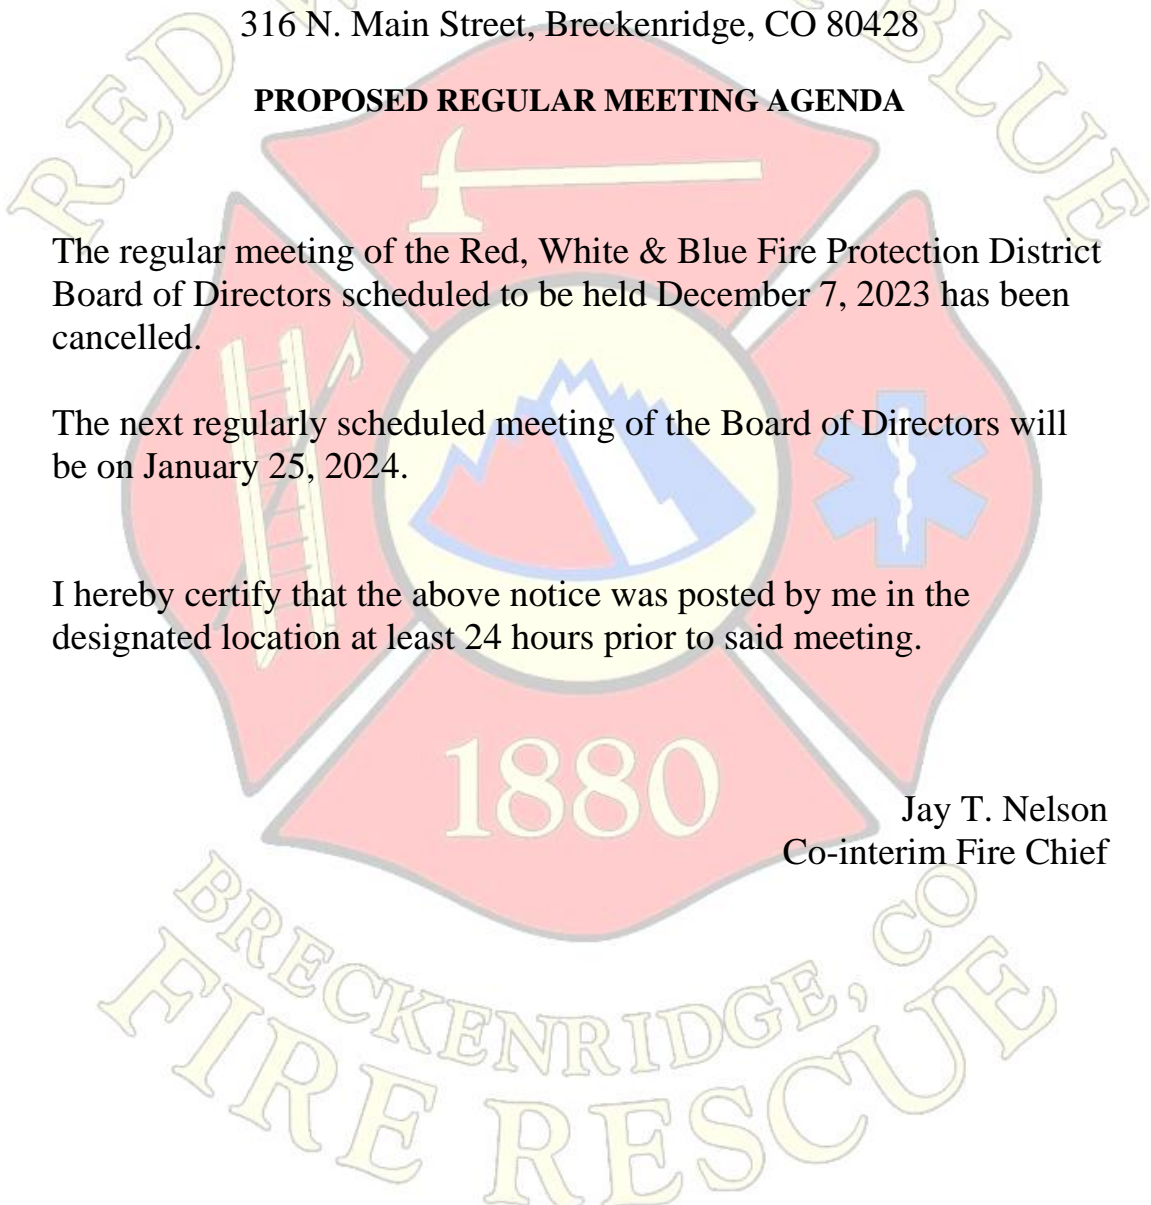 RED
BLUE
316 N. Main Street, Breckenridge, CO 80428
PROPOSED REGULAR MEETING AGENDA
The regular meeting of the Red, White & Blue Fire Protection District
Board of Directors scheduled to be held December 7, 2023 has been
cancelled.
The next regularly scheduled meeting of the Board of Directors will
be on January 25, 2024.
I hereby certify that the above notice was posted by me in the
designated location at least 24 hours prior to said meeting.
1880
Jay T. Nelson
Co-interim Fire Chief
BRECKENRIDGE, CO
FIRE RESCUE